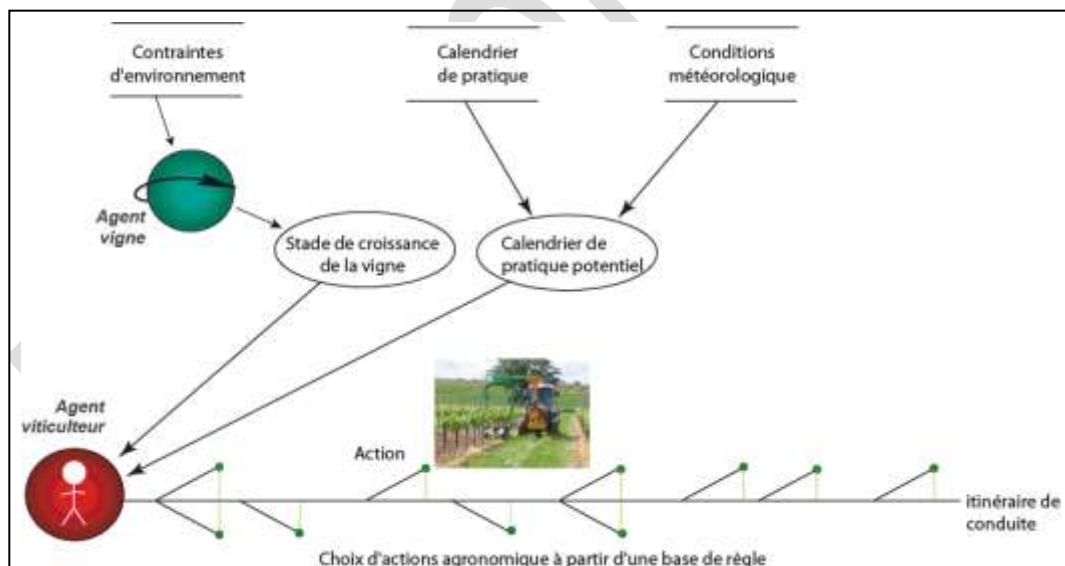 Contraintes
d'environnement
Calendrier
de pratique
Conditions
météorologique
Agent
vigne
Stade de croissance
de la vigne
Calendrier de
pratique potentiel
Agent
viticulteur
Action
itinéraire de
conduite
Choix d'actions agronomique à partir d'une base de règle